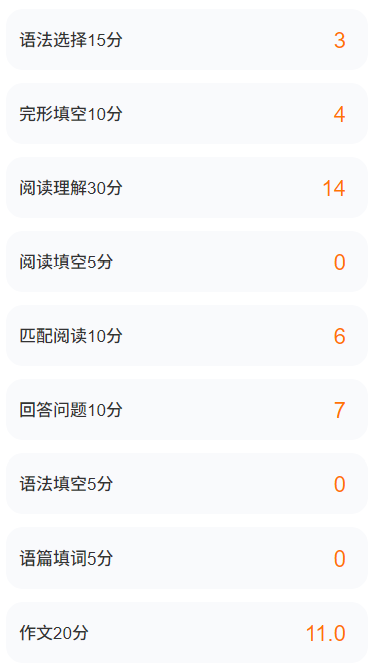 语法选择15分 3
完形填空10分 4
阅读理解30分 14
阅读填空5分 0
匹配阅读10分 6
回答问题10分 7
语法填空5分 0
语篇填词5分 0
作文20分 11.0